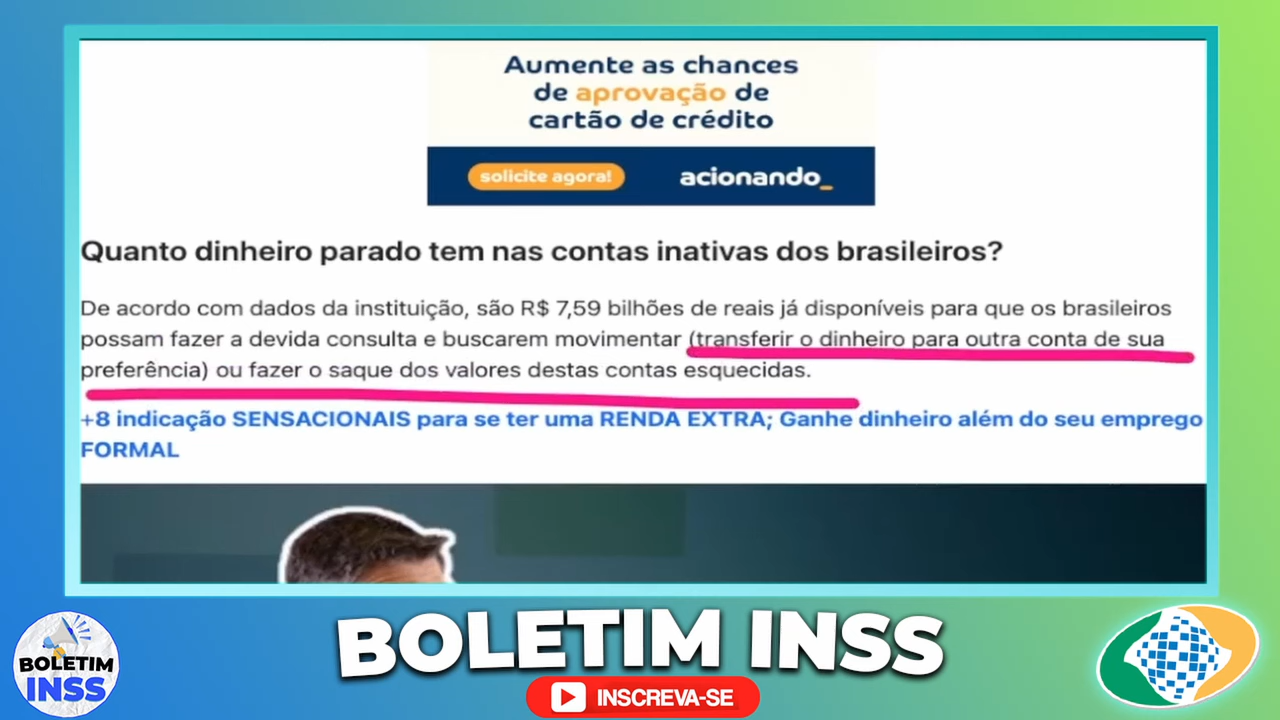 Aumente as chances
de aprovação de
cartão de crédito
solicite agora!
acionando_
Quanto dinheiro parado tem nas contas inativas dos brasileiros?
De acordo com dados da instituição, são R$ 7,59 bilhões de reais já disponíveis para que os brasileiros
possam fazer a devida consulta e buscarem movimentar (transferir o dinheiro para outra conta de sua
preferência) ou fazer o saque dos valores destas contas esquecidas.
+8 indicação SENSACIONAIS para se ter uma RENDA EXTRA; Ganhe dinheiro além do seu emprego
FORMAL
BOLETIM INSS
INSCREVA-SE
BOLETIM
INSS